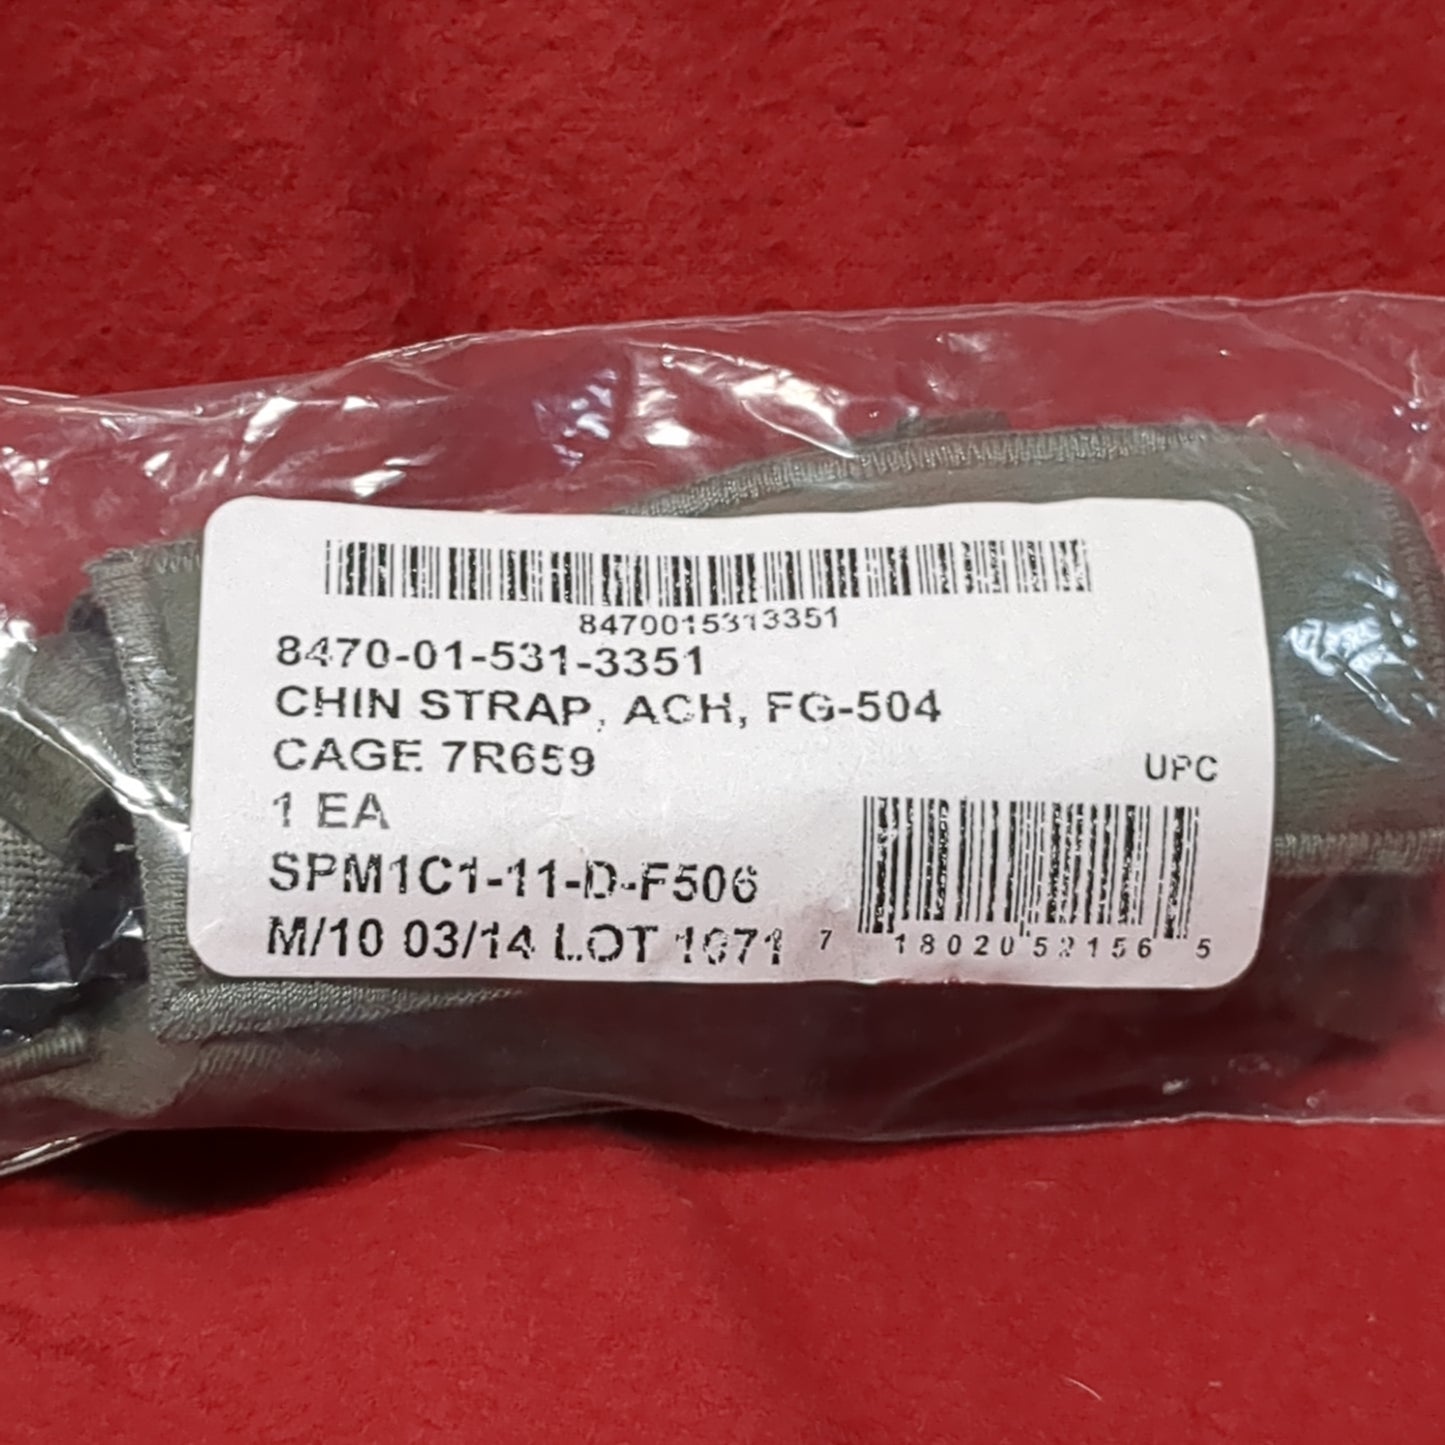 8470015313351
8470-01-531-3351
CHIN STRAP, ACH, FG-504
CAGE 7R659
1 EA
UPC
SPM1C1-11-D-F506
M/10 03/14 LOT 1671
7 18020 52156 5